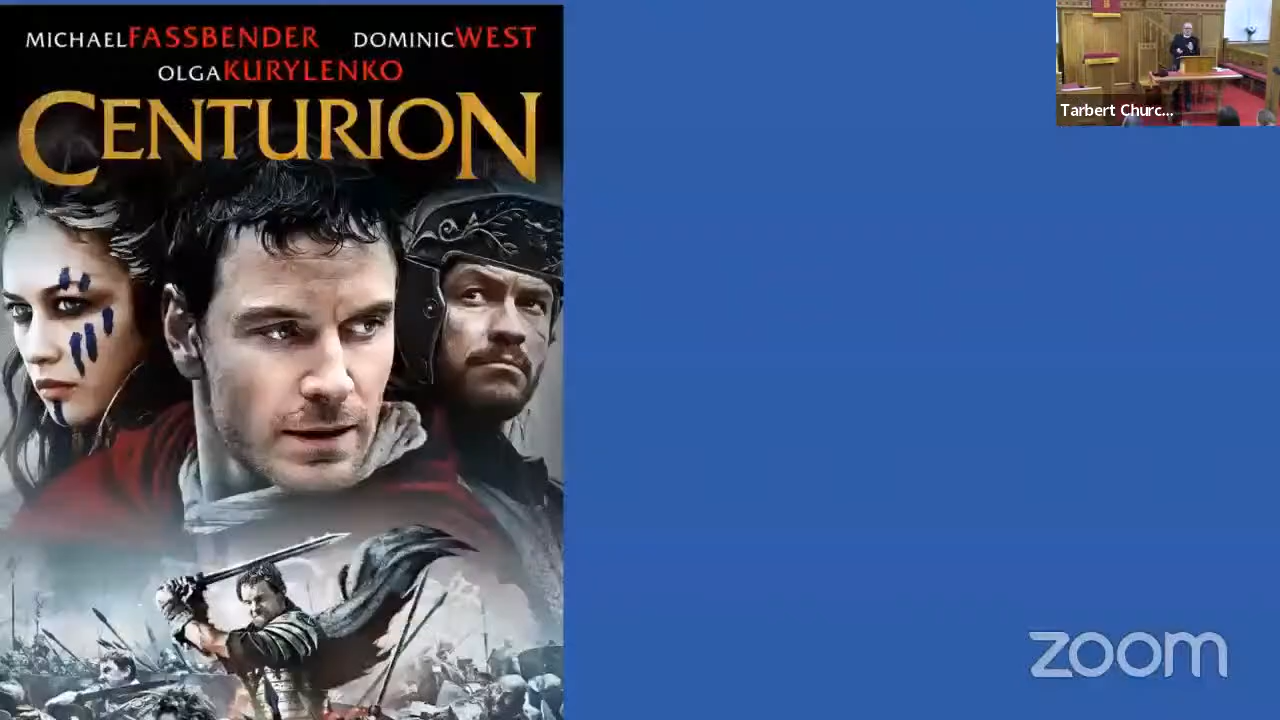 MICHAEL FASSBENDER DOMINIC WEST
OLGA KURYLENKO
CENTURION
Tarbert Churc...
zoom